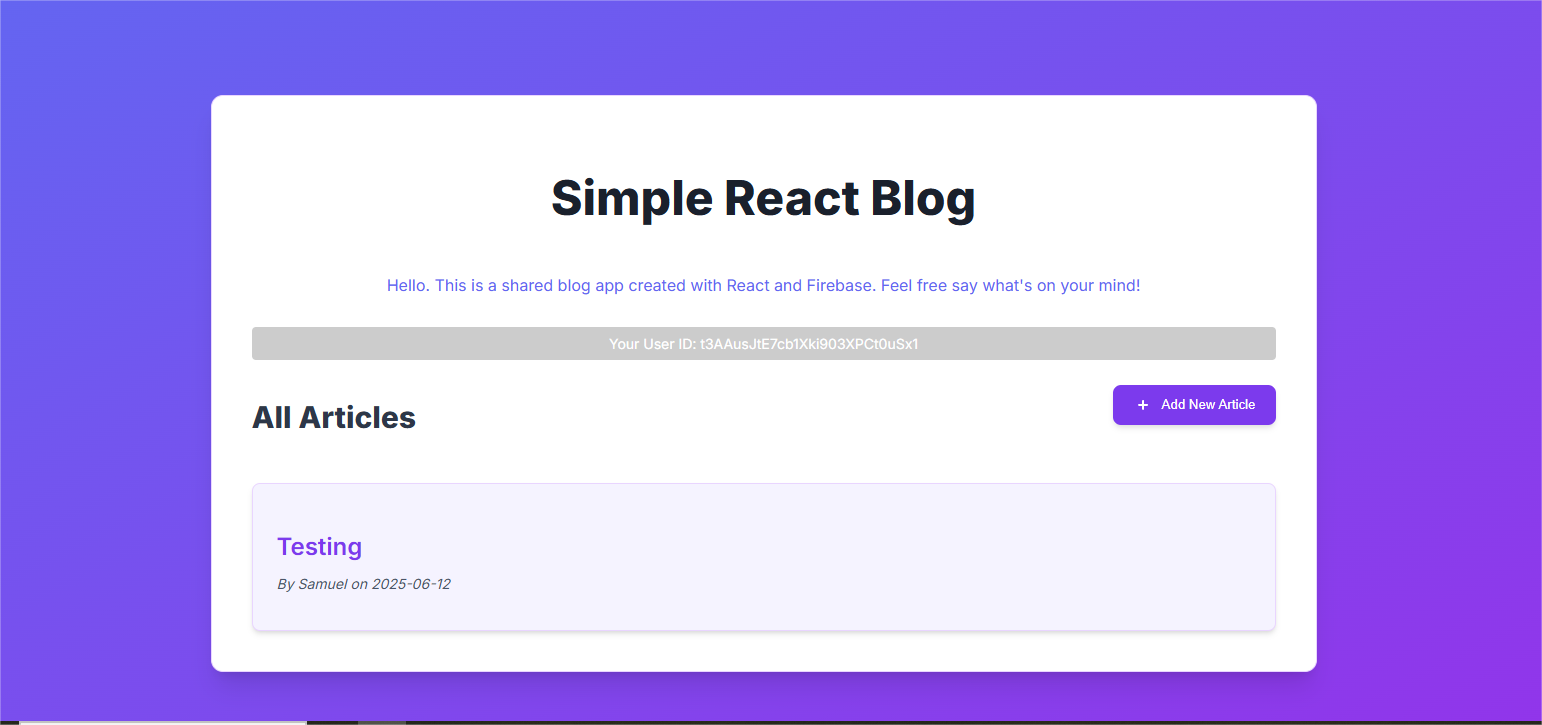 Simple React Blog
Hello. This is a shared blog app created with React and Firebase. Feel free say what's on your mind!
Your User ID: t3AAusJtE7cb1Xki903XPCt0uSx1
All Articles
+ Add New Article
Testing
By Samuel on 2025-06-12